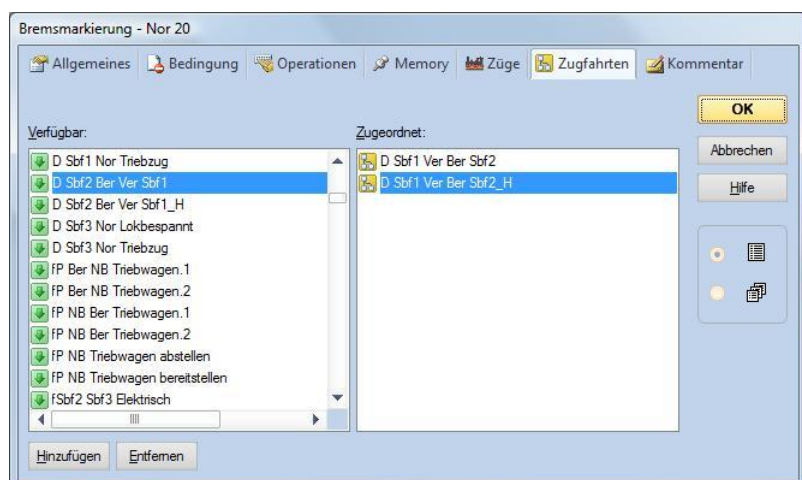 Bremsmarkierung - Nor 20
Allgemeines Bedingung Operationen Memory Züge Zugfahrten Kommentar
Verfügbar:
D Sbf1 Nor Triebzug
D Sbf2 Ber Ver Sbf1
D Sbf2 Ber Ver Sbf1_H
D Sbf3 Nor Lokbespannt
D Sbf3 Nor Triebzug
fP Ber NB Triebwagen.1
fP Ber NB Triebwagen.2
fP NB Ber Triebwagen.1
fP NB Ber Triebwagen.2
fP NB Triebwagen abstellen
fP NB Triebwagen bereitstellen
fSbf2 Sbf3 Elektrisch
Zugeordnet:
D Sbf1 Ver Ber Sbf2
D Sbf1 Ver Ber Sbf2_H
OK
Abbrechen
Hilfe
Hinzufügen Entfernen